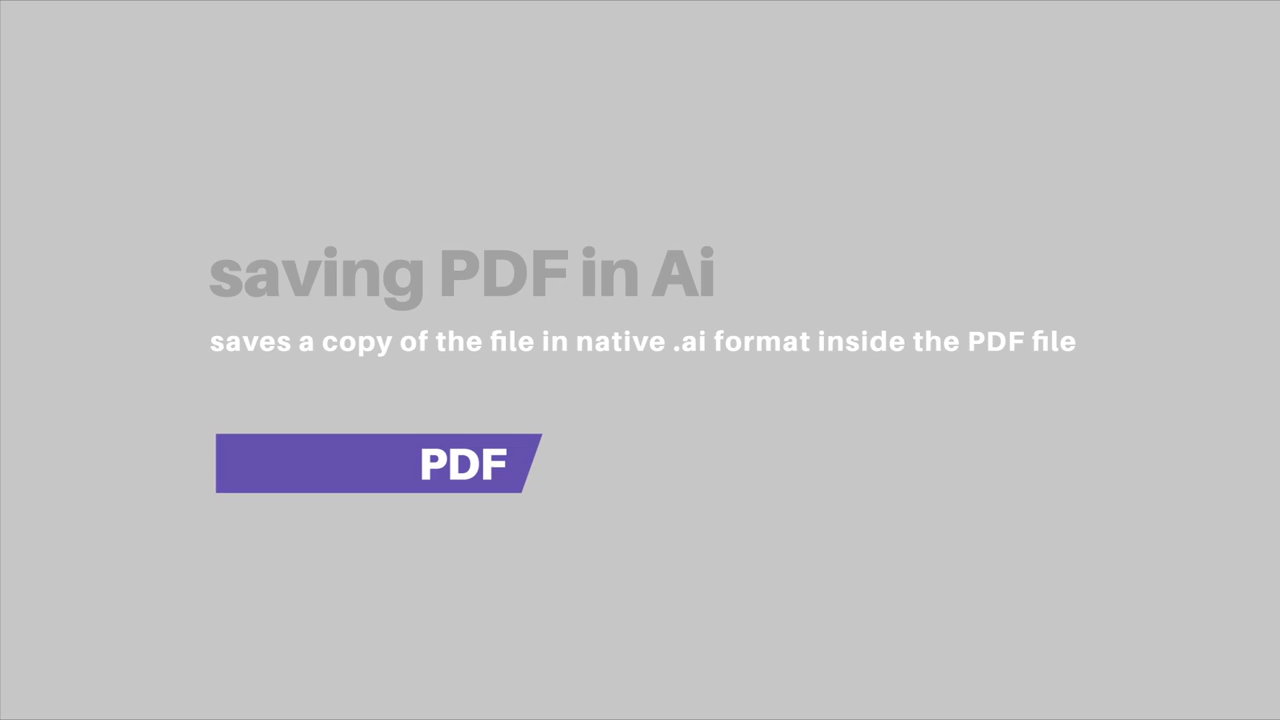 saving PDF in Ai
saves a copy of the file in native .ai format inside the PDF file
PDF